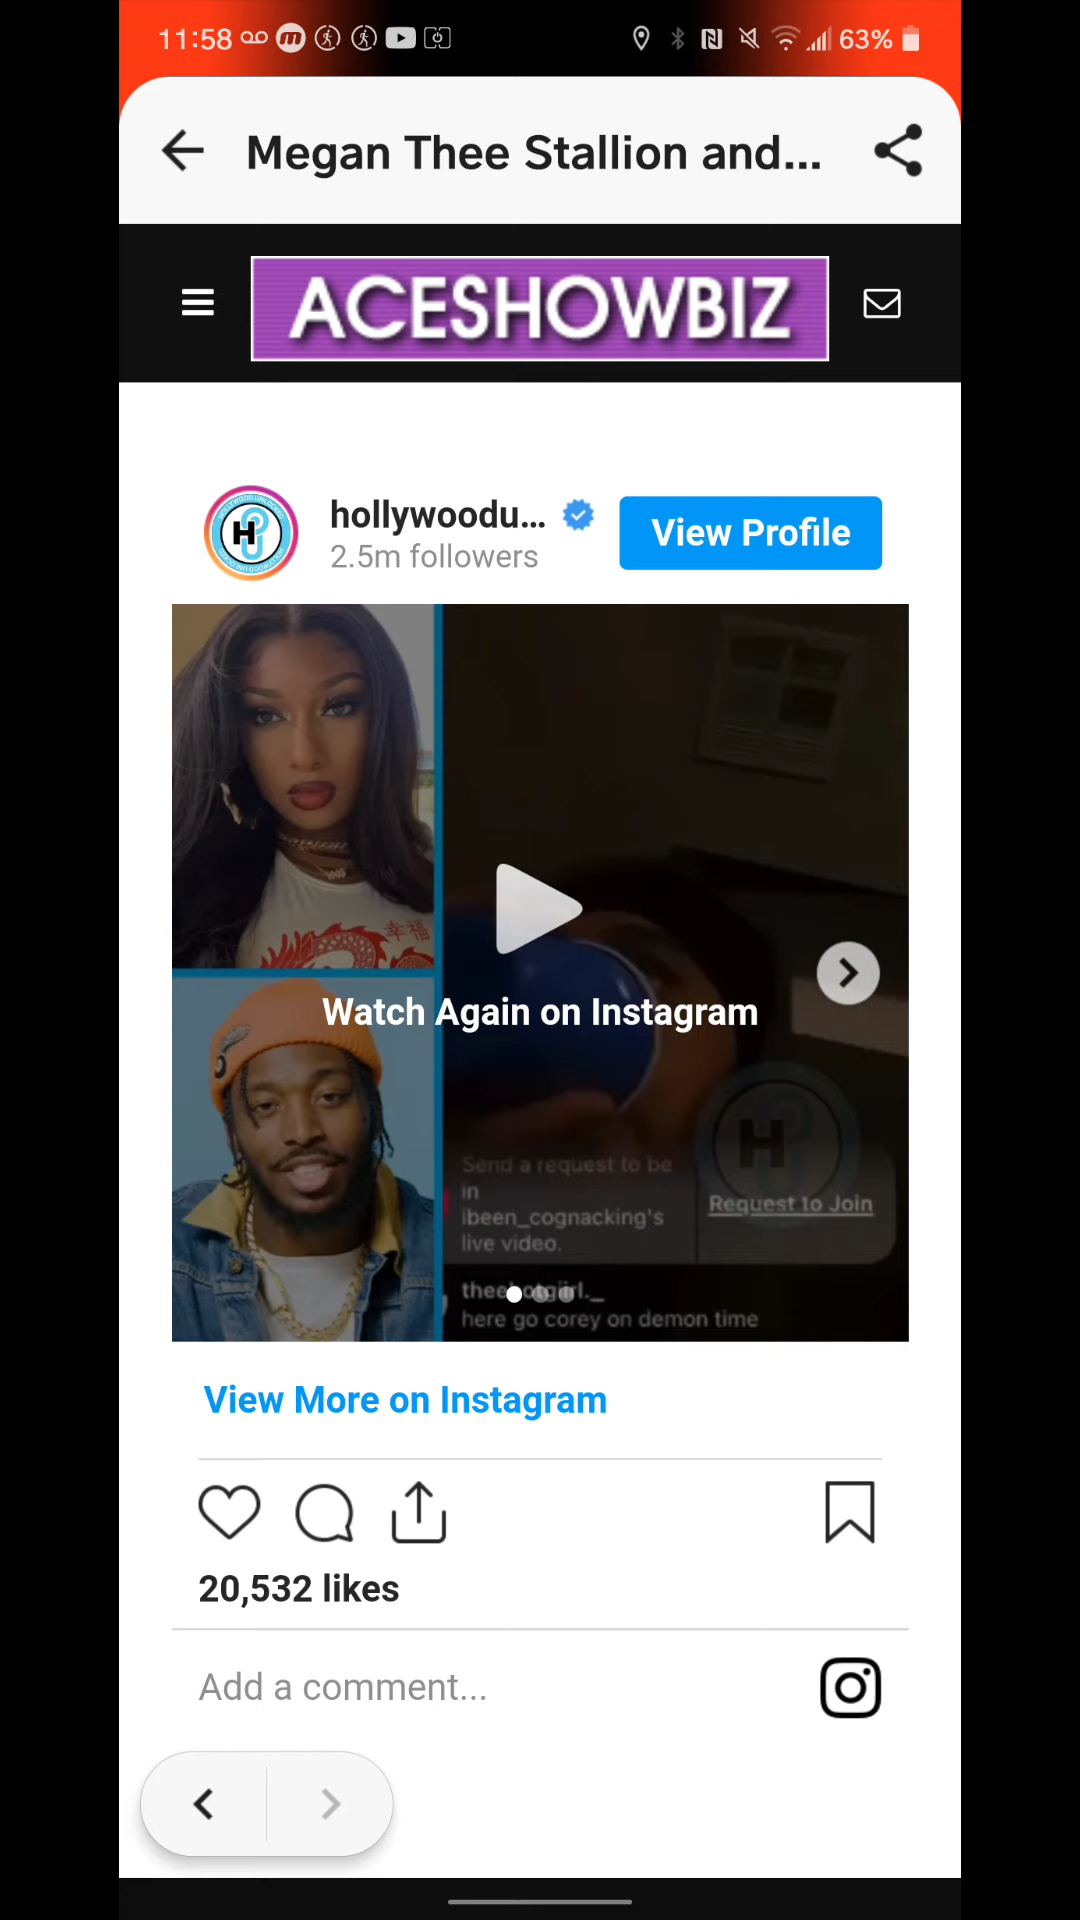 11:58
63%
Megan Thee Stallion and...
ACESHOWBIZ
hollywoodu...
2.5m followers
View Profile
幸福
Watch Again on Instagram
Send a request to be
in
ibeen_cognacking's
live video.
Request to Join
here go corey on demon time
View More on Instagram
20,532 likes
Add a comment...